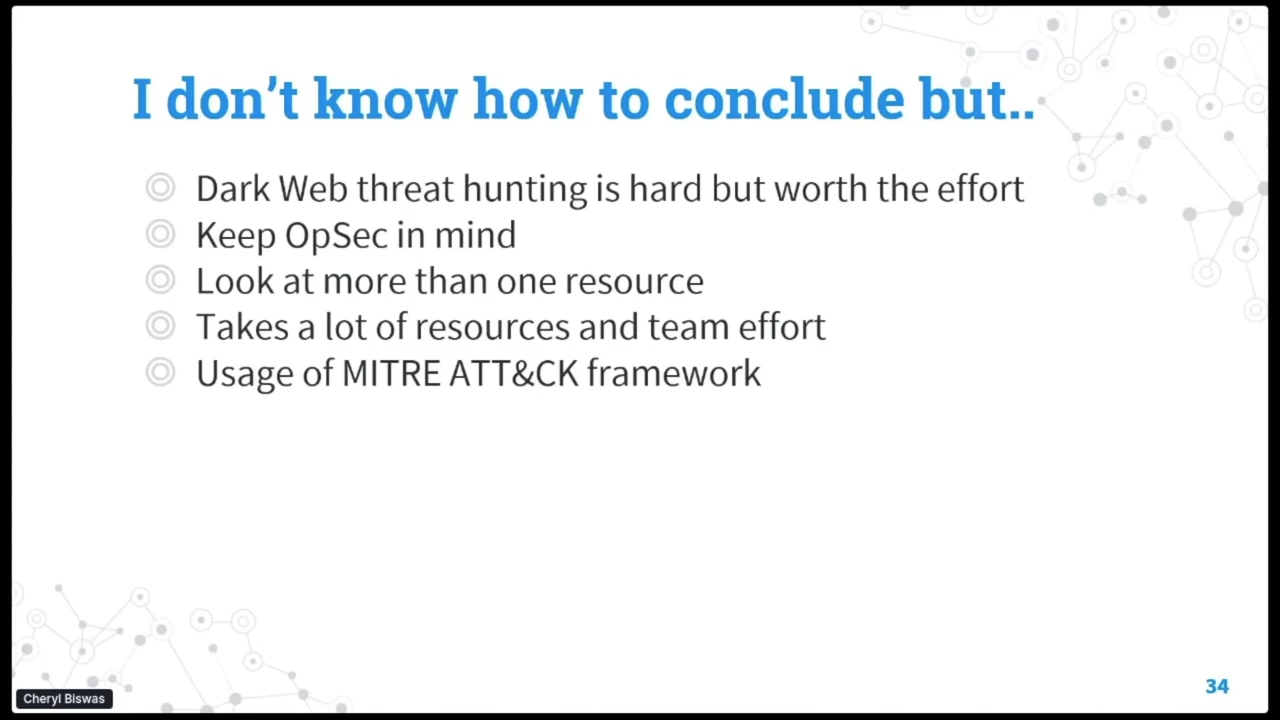 I don’t know how to conclude but..
Dark Web threat hunting is hard but worth the effort
Keep OpSec in mind
Look at more than one resource
Takes a lot of resources and team effort
Usage of MITRE ATT&CK framework
Cheryl Biswas
34